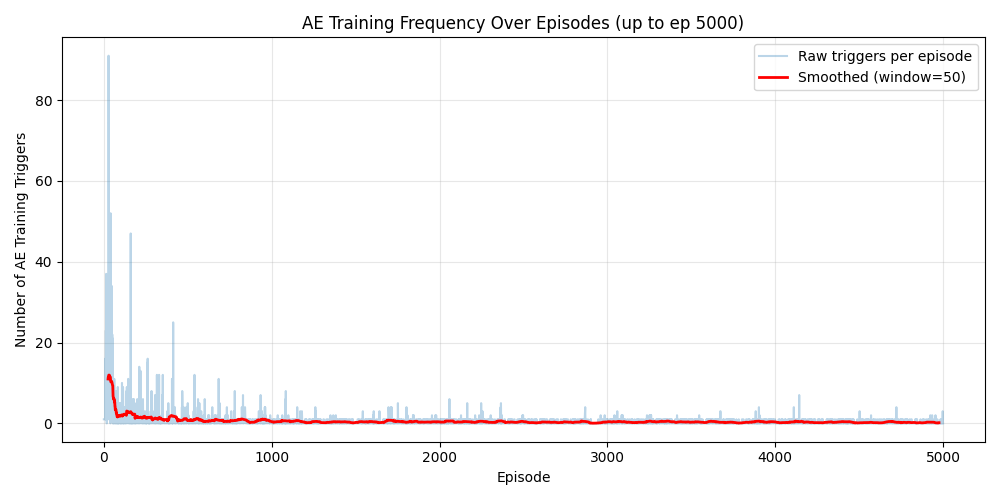 AE Training Frequency Over Episodes (up to ep 5000)
Raw triggers per episode
Smoothed (window=50)
Number of AE Training Triggers
80
60
40
20
0
0 1000 2000 3000 4000 5000
Episode